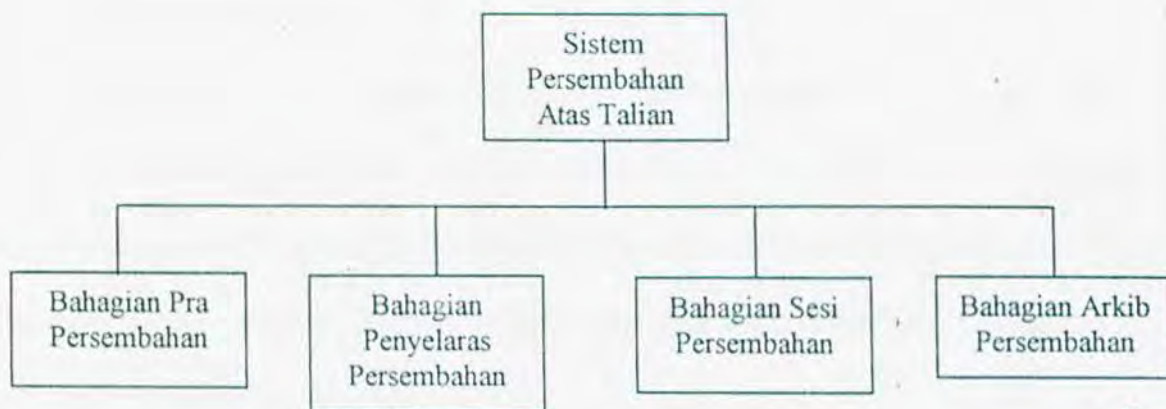 Sistem
Persembahan
Atas Talian
Bahagian Pra
Persembahan
Bahagian
Penyelaras
Persembahan
Bahagian Sesi
Persembahan
Bahagian Arkib
Persembahan